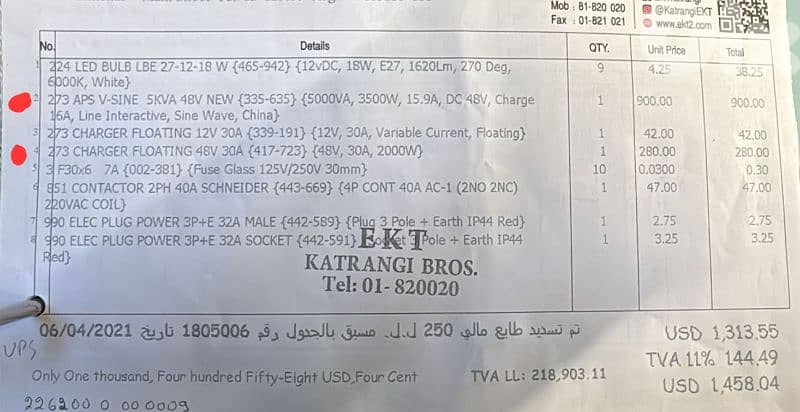 Mob : 81-820 020
@KatrangiEKT
Fax : 01-821 021
www.ekt2.com
No. Details QTY. Unit Price Total
1 224 LED BULB LBE 27-12-18 W {465-942} {12vDC, 18W, E27, 1620Lm, 270 Deg, 9 4.25 38.25
6000K, White}
2 273 APS V-SINE 5KVA 48V NEW {335-635} {5000VA, 3500W, 15.9A, DC 48V, Charge 1 900.00 900.00
16A, Line Interactive, Sine Wave, China}
3 273 CHARGER FLOATING 12V 30A {339-191} {12V, 30A, Variable Current, Floating} 1 42.00 42.00
4 273 CHARGER FLOATING 48V 30A {417-723} {48V, 30A, 2000W} 1 280.00 280.00
5 3 F30x6 7A {002-381} {Fuse Glass 125V/250V 30mm} 10 0.0300 0.30
6 851 CONTACTOR 2PH 40A SCHNEIDER {443-669} {4P CONT 40A AC-1 (2NO 2NC) 1 47.00 47.00
220VAC COIL}
7 990 ELEC PLUG POWER 3P+E 32A MALE {442-589} {Plug 3 Pole + Earth IP44 Red} 1 2.75 2.75
8 990 ELEC PLUG POWER 3P+E 32A SOCKET {442-591} {Socket 3 Pole + Earth IP44 1 3.25 3.25
Red}
EKT
KATRANGI BROS.
Tel: 01- 820020
تم تسديد طابع مالي 250 ل.ل. مسبق بالجدول رقم 1805006 تاريخ 06/04/2021
USD 1,313.55
UPS
TVA 11% 144.49
Only One thousand, Four hundred Fifty-Eight USD,Four Cent TVA LL: 218,903.11
USD 1,458.04
226200 0 00 0009